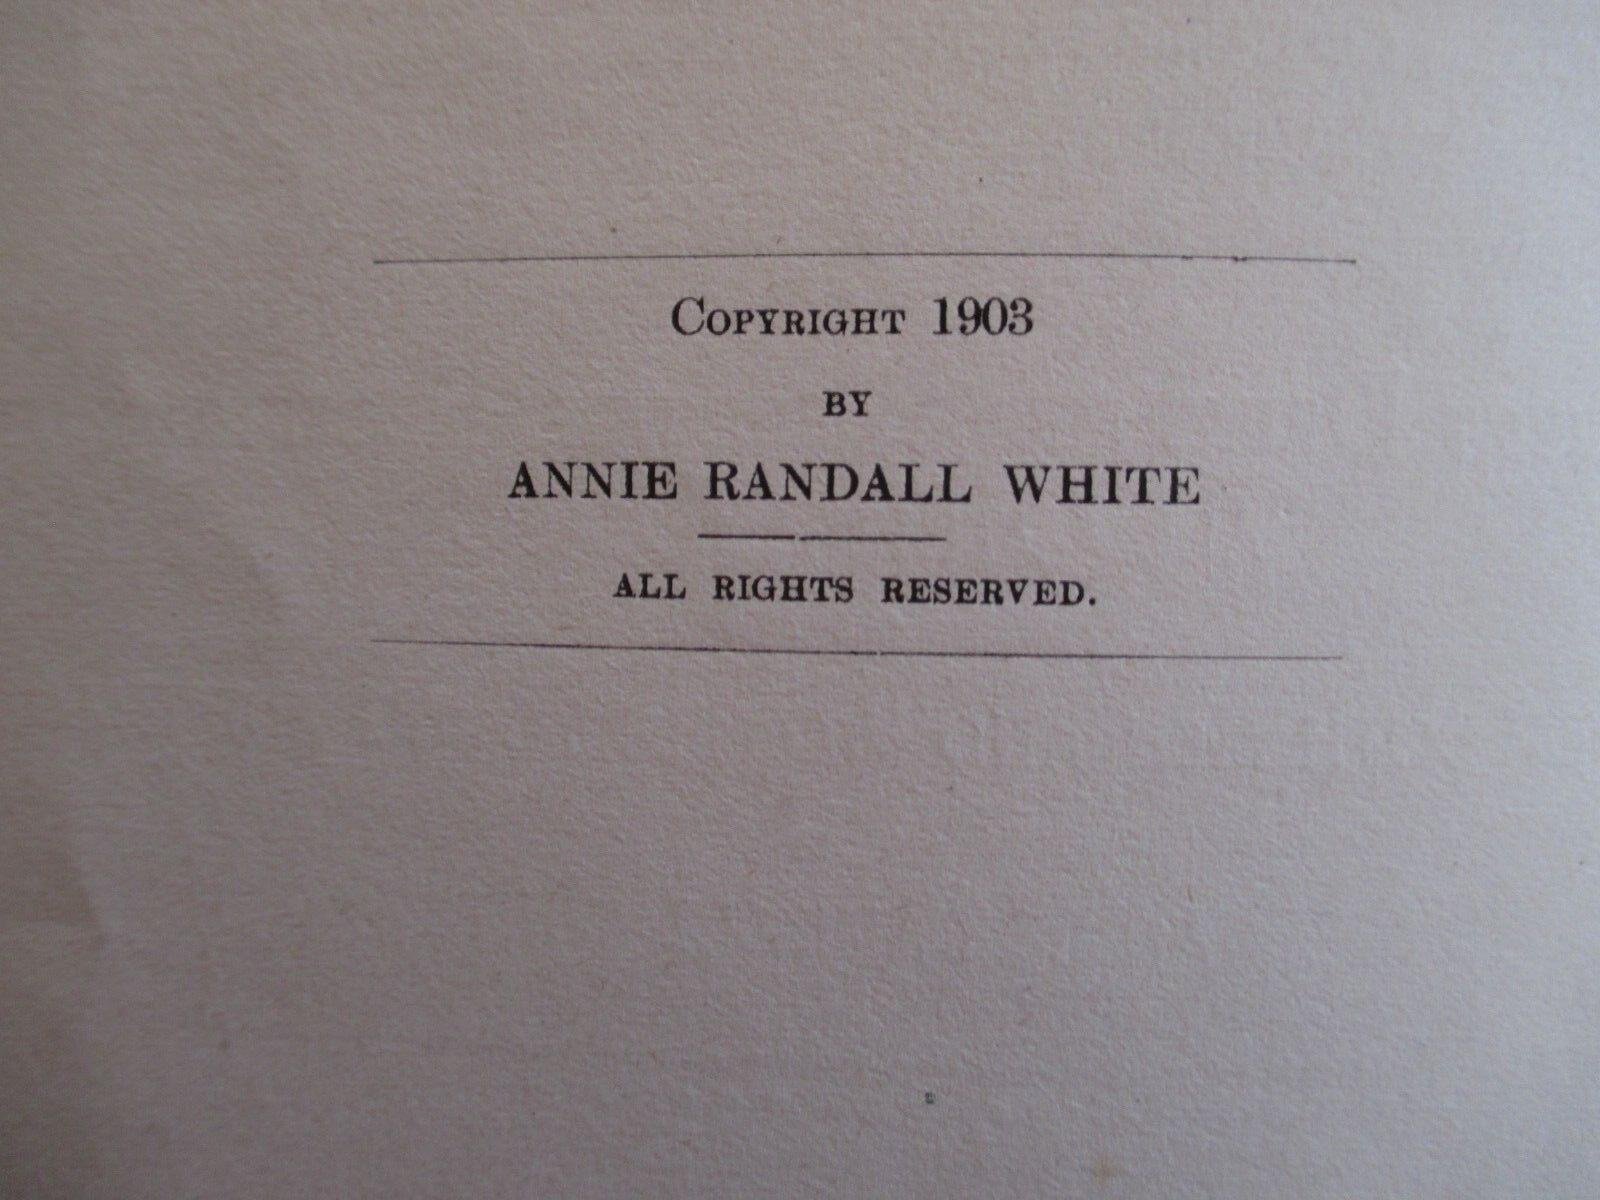 COPYRIGHT 1903
BY
ANNIE RANDALL WHITE
ALL RIGHTS RESERVED.